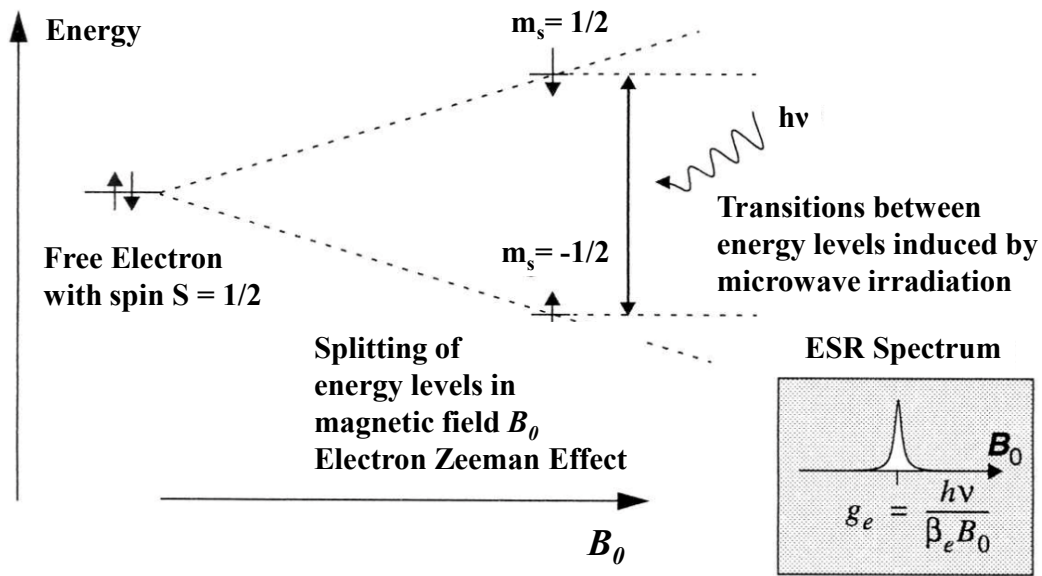 Energy
m_s = 1/2
hν
Transitions between
energy levels induced by
microwave irradiation
m_s = -1/2
Free Electron
with spin S = 1/2
Splitting of
energy levels in
magnetic field B_0
Electron Zeeman Effect
B_0
ESR Spectrum
B_0
g_e = hν / β_e B_0